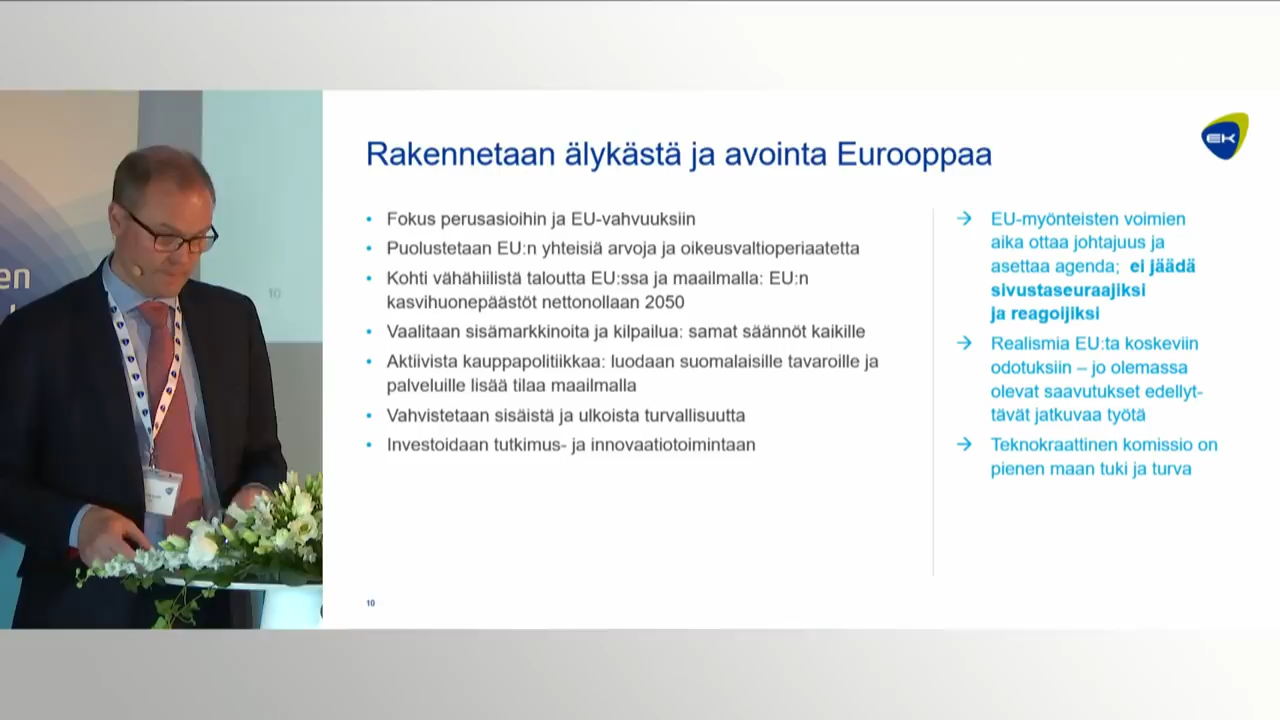 en
10
EK
Rakennetaan älykästä ja avointa Eurooppaa
• Fokus perusasioihin ja EU-vahvuuksiin
• Puolustetaan EU:n yhteisiä arvoja ja oikeusvaltioperiaatetta
• Kohti vähähiilistä taloutta EU:ssa ja maailmalla: EU:n
kasvihuonepäästöt nettonollaan 2050
• Vaalitaan sisämarkkinoita ja kilpailua: samat säännöt kaikille
• Aktiivista kauppapolitiikkaa: luodaan suomalaisille tavaroille ja
palveluille lisää tilaa maailmalla
• Vahvistetaan sisäistä ja ulkoista turvallisuutta
• Investoidaan tutkimus- ja innovaatiotoimintaan
→ EU-myönteisten voimien
aika ottaa johtajuus ja
asettaa agenda; ei jäädä
sivustaseuraajiksi
ja reagoijiksi
→ Realismia EU:ta koskeviin
odotuksiin – jo olemassa
olevat saavutukset edellyt-
tävät jatkuvaa työtä
→ Teknokraattinen komissio on
pienen maan tuki ja turva
10